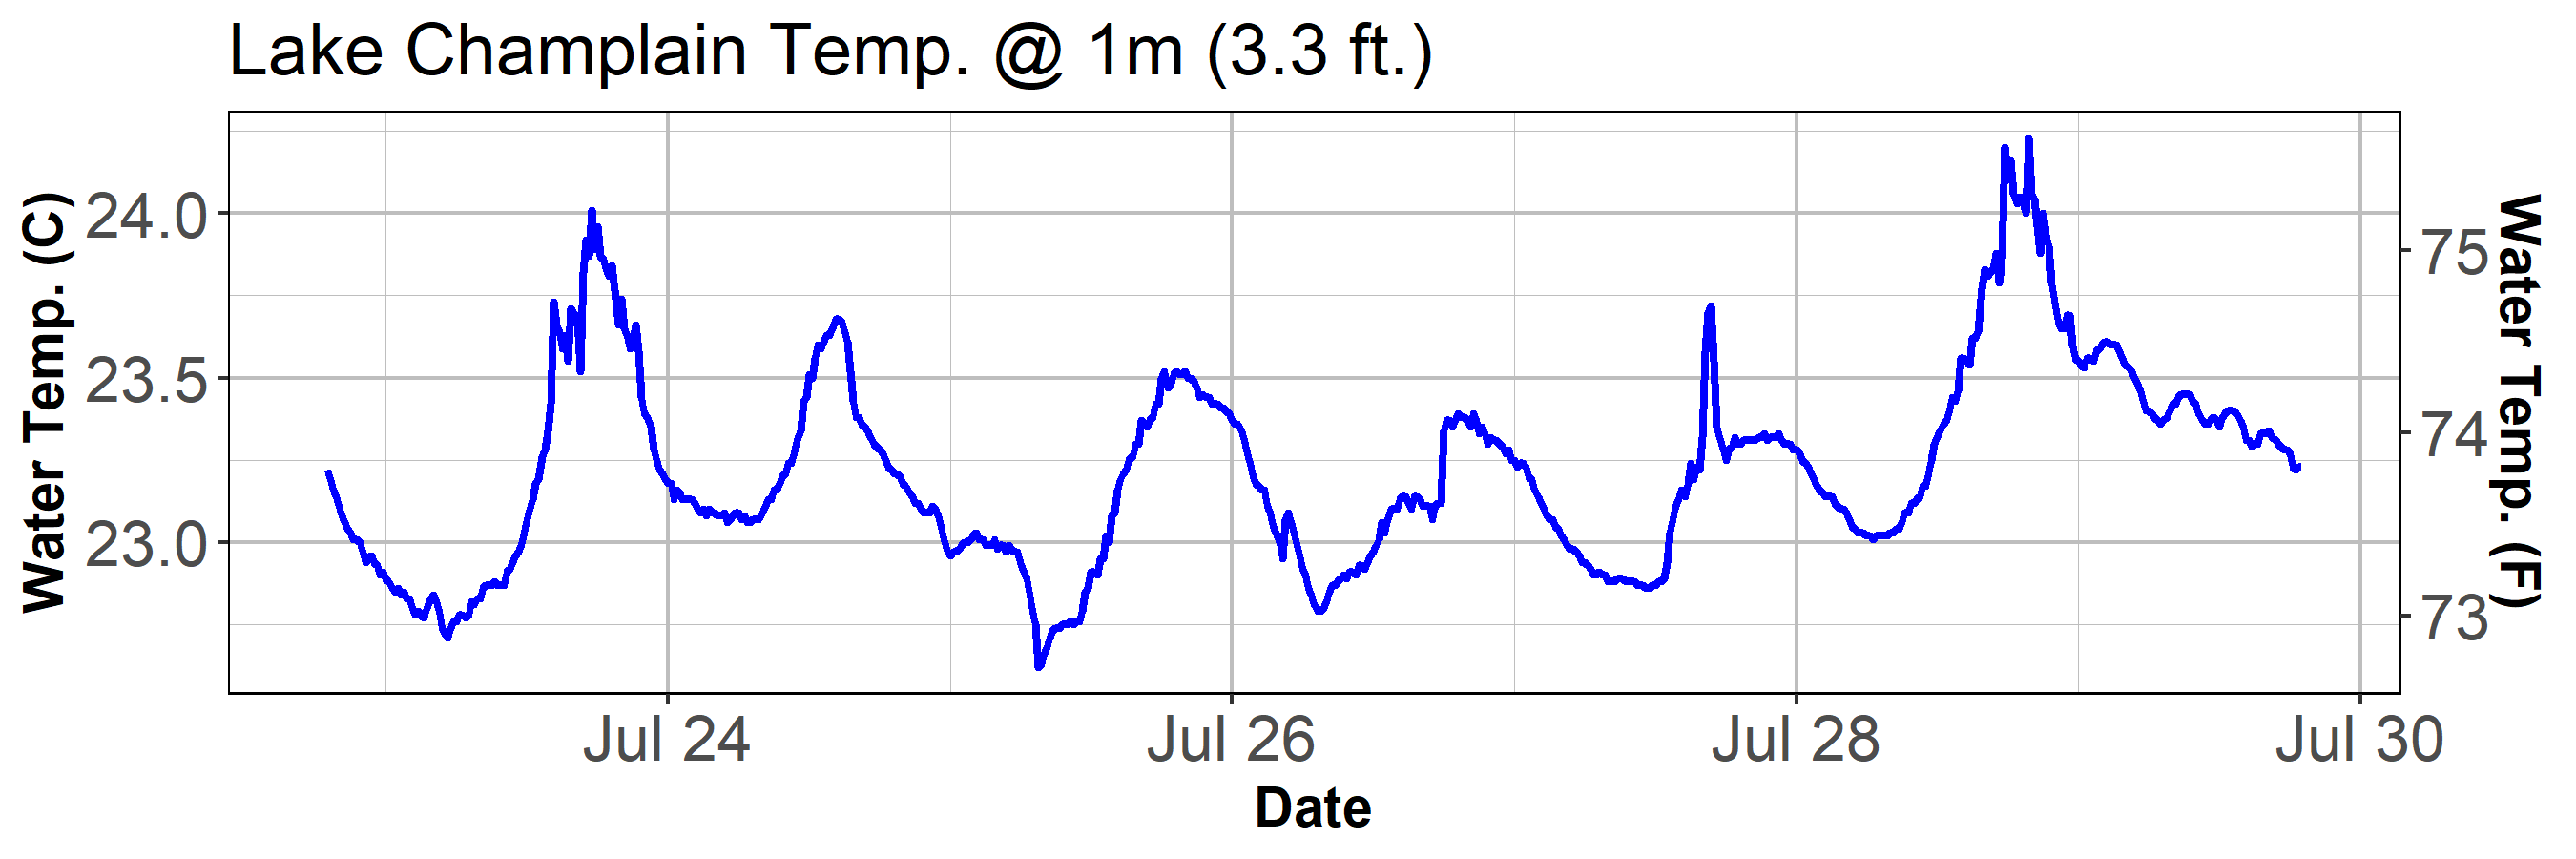 Lake Champlain Temp. @ 1m (3.3 ft.)
Water Temp. (C)
24.0
23.5
23.0
75
74
73
Water Temp. (F)
Jul 24 Jul 26 Jul 28 Jul 30
Date